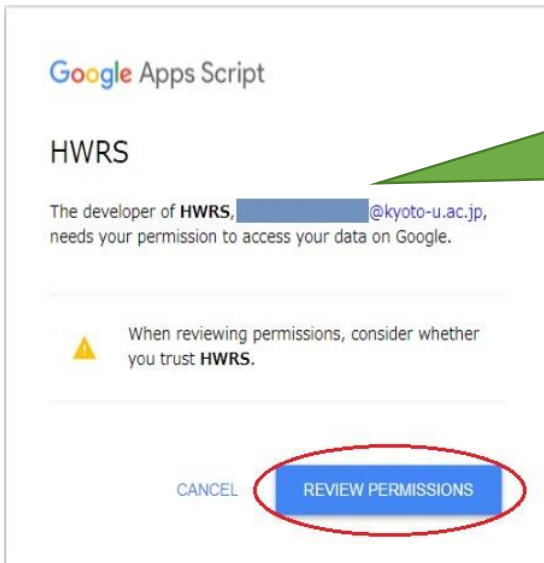 Google Apps Script
HWRS
The developer of HWRS, @kyoto-u.ac.jp,
needs your permission to access your data on Google.
When reviewing permissions, consider whether
you trust HWRS.
CANCEL
REVIEW PERMISSIONS